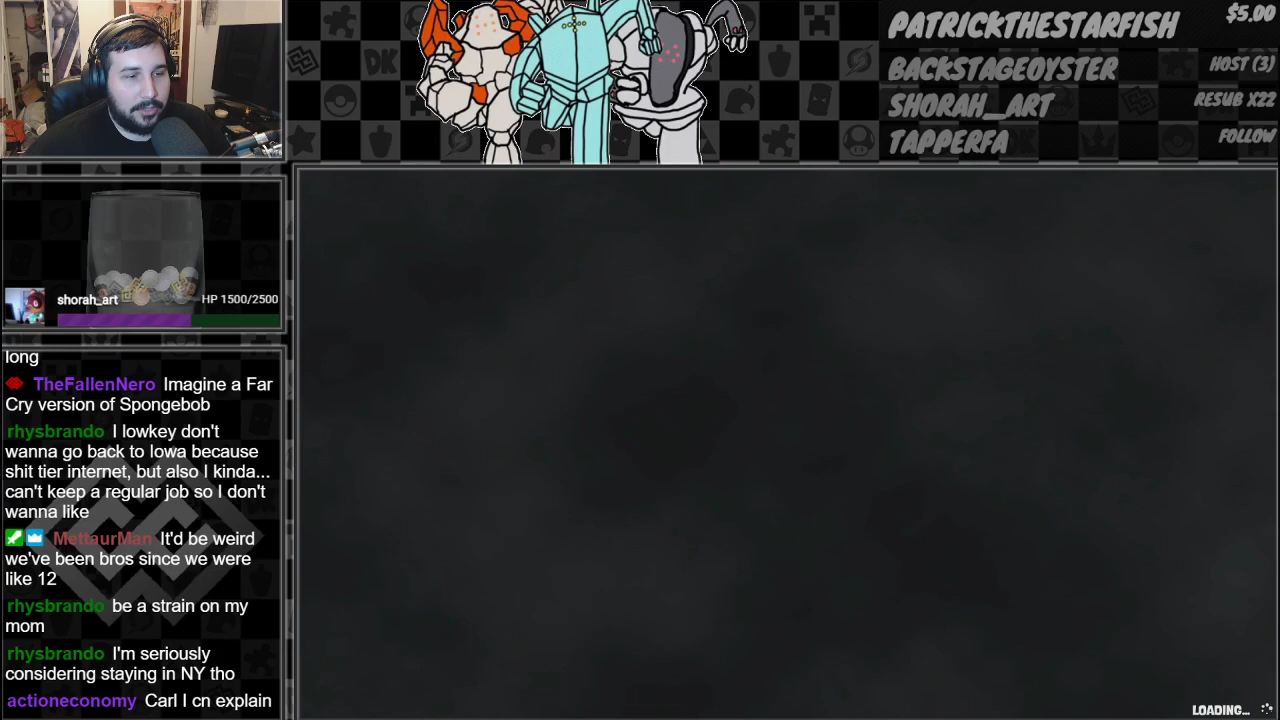 PATRICKTHESTARFISH $5.00
BACKSTAGEOYSTER HOST (3)
SHORAH_ART RESUB X22
TAPPERFA FOLLOW
DK
shorah_art HP 1500/2500
long
TheFallenNero Imagine a Far
Cry version of Spongebob
rhysbrando I lowkey don't
wanna go back to Iowa because
shit tier internet, but also I kinda...
can't keep a regular job so I don't
wanna like
MettaurMan It'd be weird
we've been bros since we were
like 12
rhysbrando be a strain on my
mom
rhysbrando I'm seriously
considering staying in NY tho
actioneconomy Carl I cn explain
LOADING...